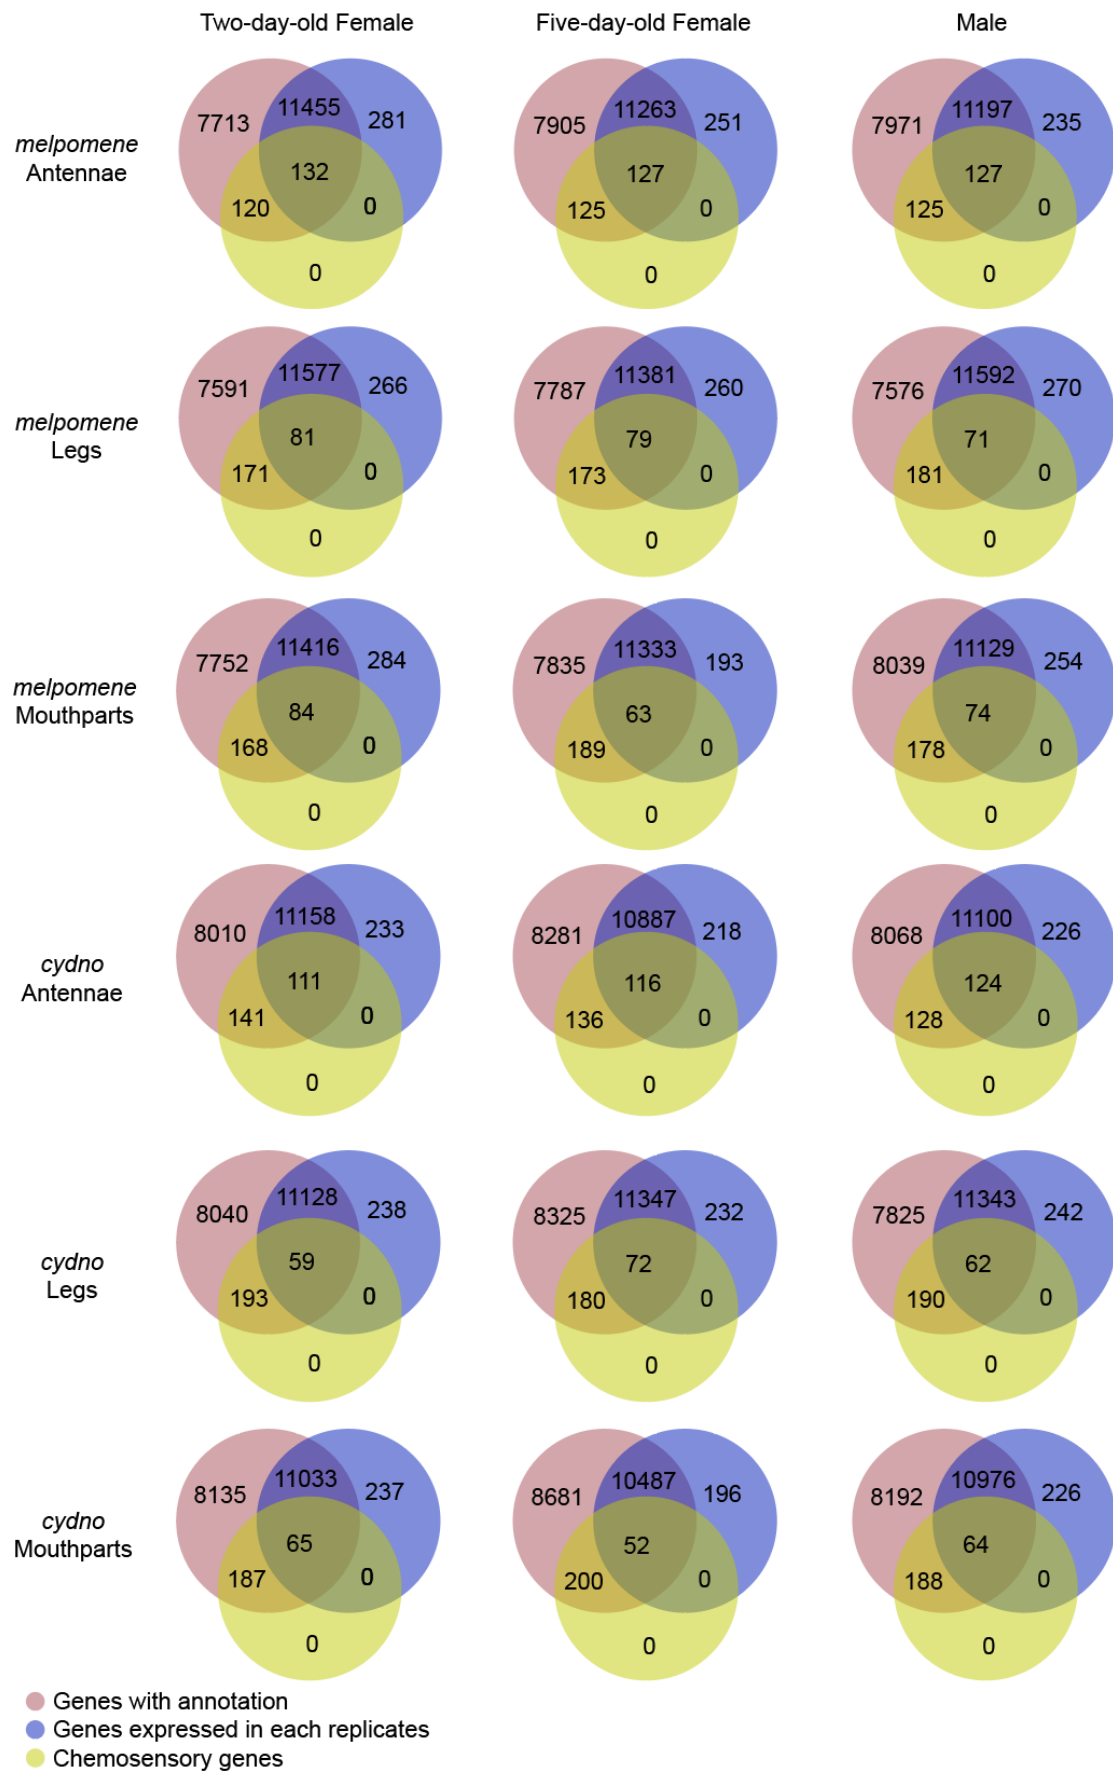 Two-day-old Female Five-day-old Female Male
melpomene
Antennae
7713 11455 281
132
120 0
0
7905 11263 251
127
125 0
0
7971 11197 235
127
125 0
0
melpomene
Legs
7591 11577 266
81
171 0
0
7787 11381 260
79
173 0
0
7576 11592 270
71
181 0
0
melpomene
Mouthparts
7752 11416 284
84
168 0
0
7835 11333 193
63
189 0
0
8039 11129 254
74
178 0
0
cydno
Antennae
8010 11158 233
111
141 0
0
8281 10887 218
116
136 0
0
8068 11100 226
124
128 0
0
cydno
Legs
8040 11128 238
59
193 0
0
8325 11347 232
72
180 0
0
7825 11343 242
62
190 0
0
cydno
Mouthparts
8135 11033 237
65
187 0
0
8681 10487 196
52
200 0
0
8192 10976 226
64
188 0
0
Genes with annotation
Genes expressed in each replicates
Chemosensory genes